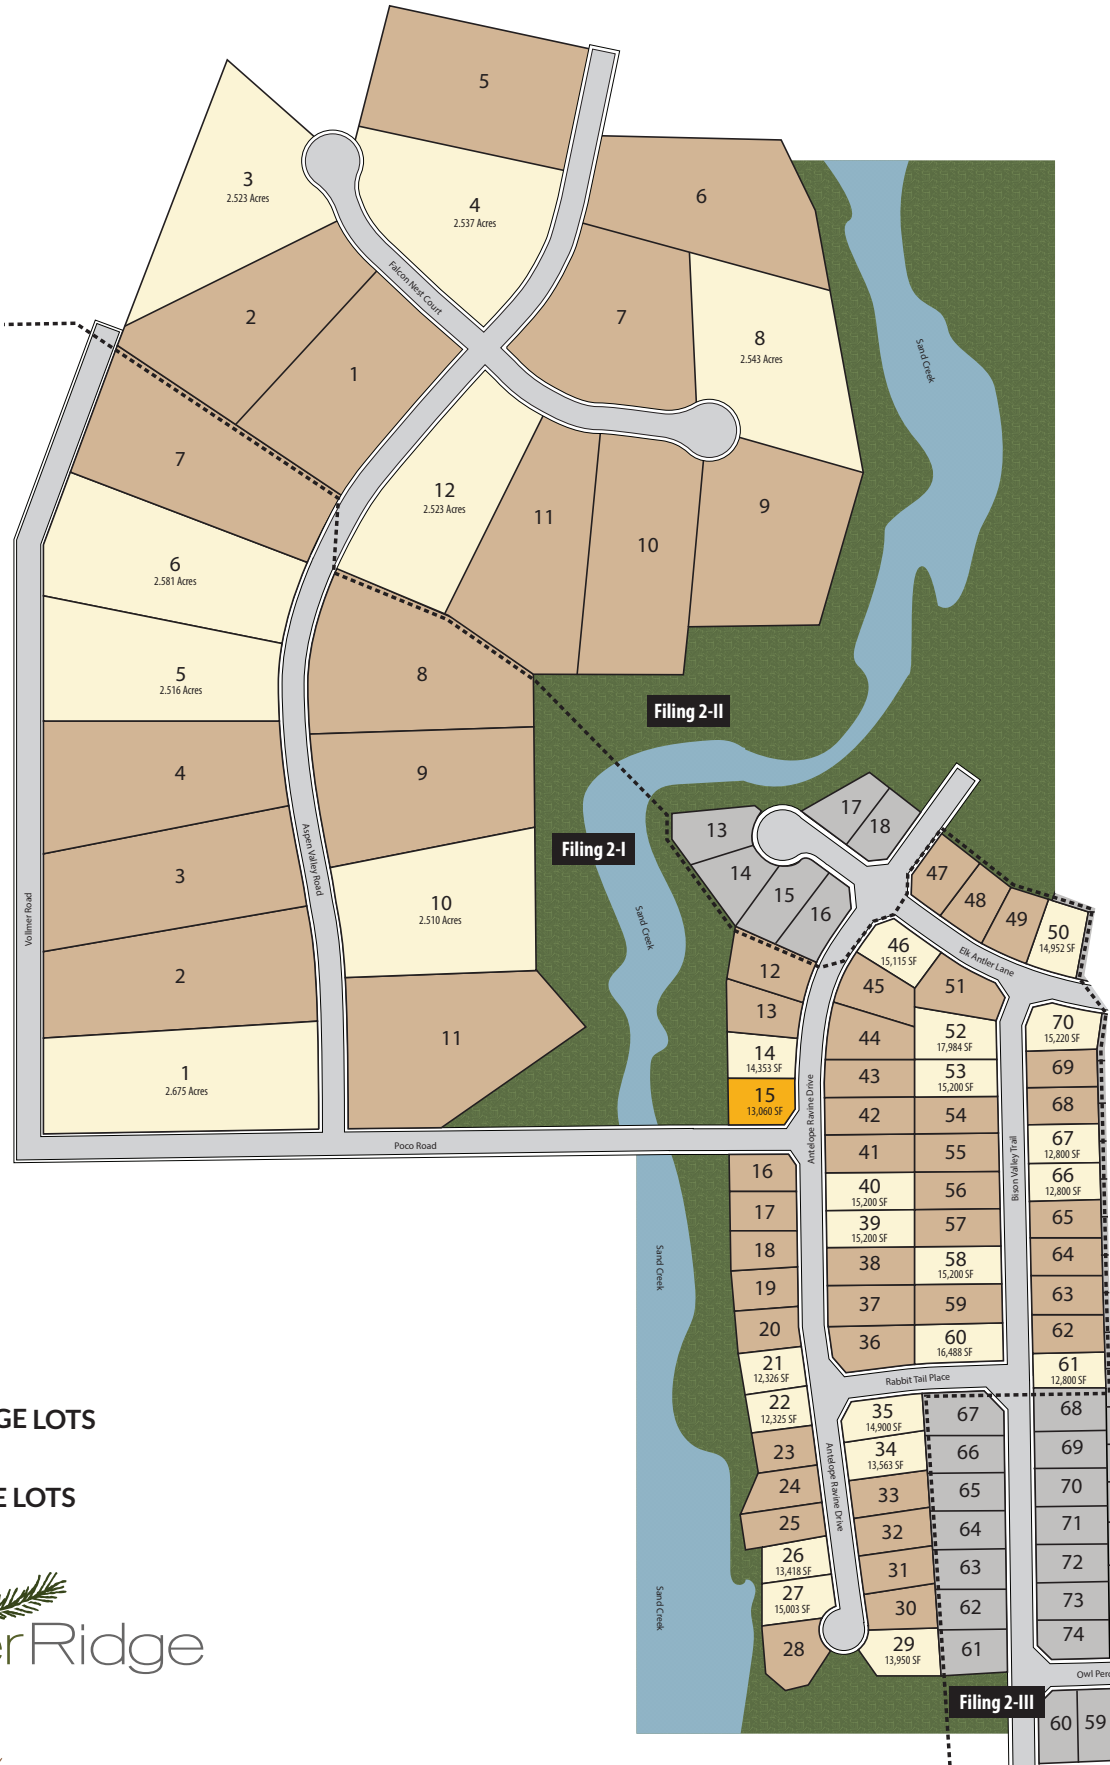 5
3
2.523 Acres
4
2.537 Acres
6
Falcon Nest Court
2
7
8
2.543 Acres
Sand Creek
1
7
12
2.523 Acres
11
9
10
6
2.581 Acres
5
2.516 Acres
8
Filing 2-II
4
9
17
18
13
Filing 2-I
Aspen Valley Road
14
47
3
15
48
10
2.510 Acres
16
49
50
14,952 SF
Vollmer Road
Sand Creek
46
15,115 SF
Elk Antler Lane
2
12
45
51
13
11
44
52
17,984 SF
70
15,220 SF
1
2.675 Acres
14
14,353 SF
43
53
15,200 SF
69
15
13,060 SF
Antelope Ravine Drive
42
54
68
Poco Road
41
55
67
12,800 SF
16
40
15,200 SF
56
Bison Valley Trail
66
12,800 SF
17
39
15,200 SF
57
65
18
Sand Creek
38
58
15,200 SF
64
19
37
59
63
20
36
60
16,488 SF
62
21
12,326 SF
61
12,800 SF
Rabbit Tail Place
22
12,325 SF
35
14,900 SF
67
68
GE LOTS
23
34
13,563 SF
66
69
24
Antelope Ravine Drive
33
65
70
E LOTS
25
32
64
71
26
13,418 SF
31
63
72
27
15,003 SF
Sand Creek
30
62
73
28
29
13,950 SF
61
74
erRidge
Owl Perc
Filing 2-III
60
59